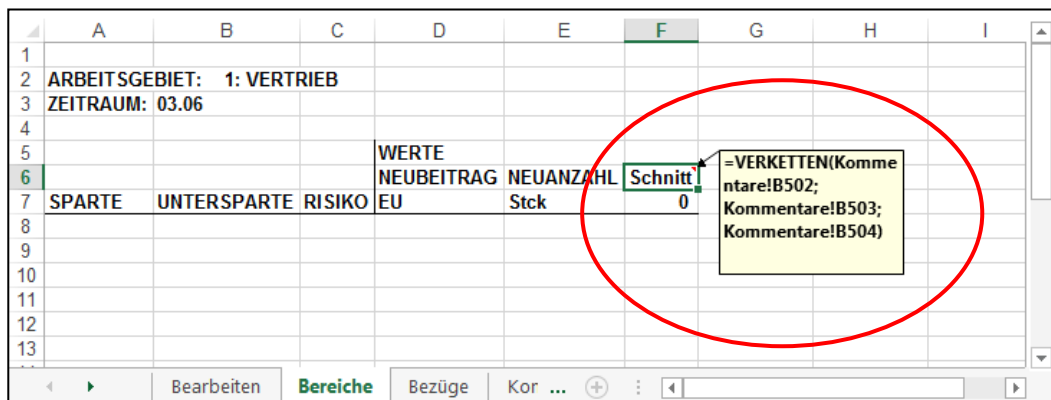 A B C D E F G H I
1
2 ARBEITSGEBIET: 1: VERTRIEB
3 ZEITRAUM: 03.06
4
5 WERTE
6 NEUBEITRAG NEUANZAHL Schnitt
7 SPARTE UNTERSPARTE RISIKO EU Stck 0
=VERKETTEN(Komme
ntare!B502;
Kommentare!B503;
Kommentare!B504)
8
9
10
11
12
13
Bearbeiten Bereiche Bezüge Kor ...